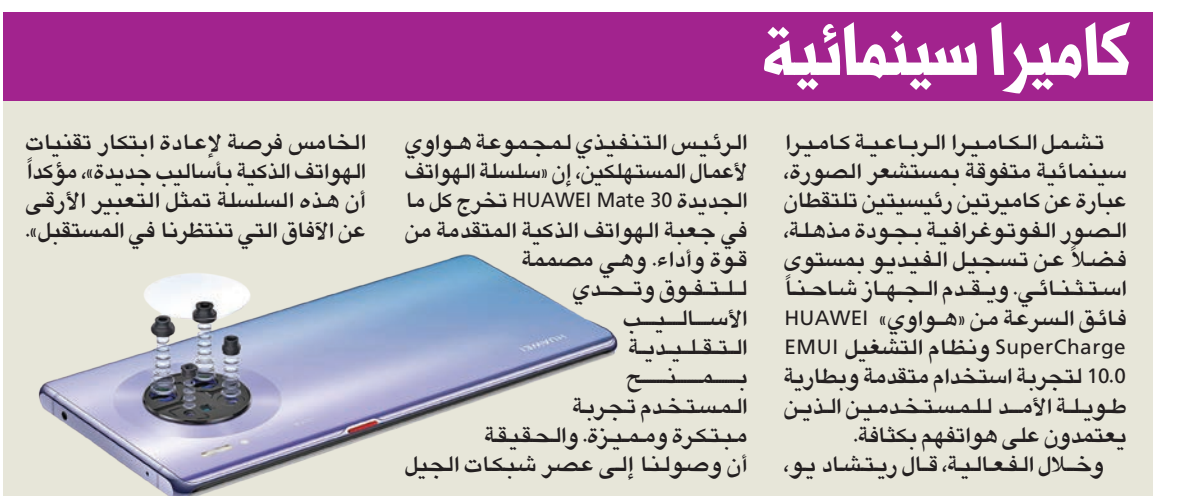 كاميرا سينمائية
تشمل الكاميرا الرباعية كاميرا
سينمائية متفوقة بمستشعر الصورة،
عبارة عن كاميرتين رئيسيتين تلتقطان
الصور الفوتوغرافية بجودة مذهلة،
فضلاً عن تسجيل الفيديو بمستوى
استثنائي. ويقدم الجهاز شاحناً
فائق السرعة من «هواوي» HUAWEI
SuperCharge ونظام التشغيل EMUI
10.0 لتجربة استخدام متقدمة وبطارية
طويلة الأمد للمستخدمين الذين
يعتمدون على هواتفهم بكثافة.
وخلال الفعالية، قال ريتشاد يو،
الرئيس التنفيذي لمجموعة هواوي
لأعمال المستهلكين، إن «سلسلة الهواتف
الجديدة HUAWEI Mate 30 تخرج كل ما
في جعبة الهواتف الذكية المتقدمة من
قوة وأداء. وهي مصممة
للتفوق وتحدي
الأساليب
التقليدية
بمنح
المستخدم تجربة
مبتكرة ومميزة. والحقيقة
أن وصولنا إلى عصر شبكات الجيل
الخامس فرصة لإعادة ابتكار تقنيات
الهواتف الذكية بأساليب جديدة»، مؤكداً
أن هذه السلسلة تمثل التعبير الأرقى
عن الآفاق التي تنتظرنا في المستقبل».
HUAWEI